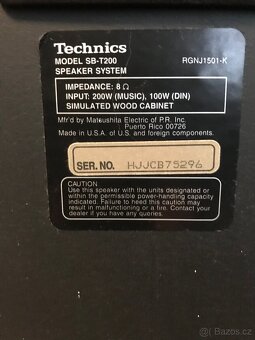 Technics
MODEL SB-T200
SPEAKER SYSTEM
RGNJ1501-K
IMPEDANCE: 8 Ω
INPUT: 200W (MUSIC), 100W (DIN)
SIMULATED WOOD CABINET
Mfr'd by Matsushita Electric of P.R. Inc.
Puerto Rico 00726
Made in U.S.A. of U.S. and foreign components.
SER. NO. HJJCB75296
CAUTION
Use this speaker with the units designated or
within the permissible power-handling capacity
indicated. Failure to heed this caution may
result in malfunctioning or a fire. Contact our
dealer if you have any questions.
sbazos.cz